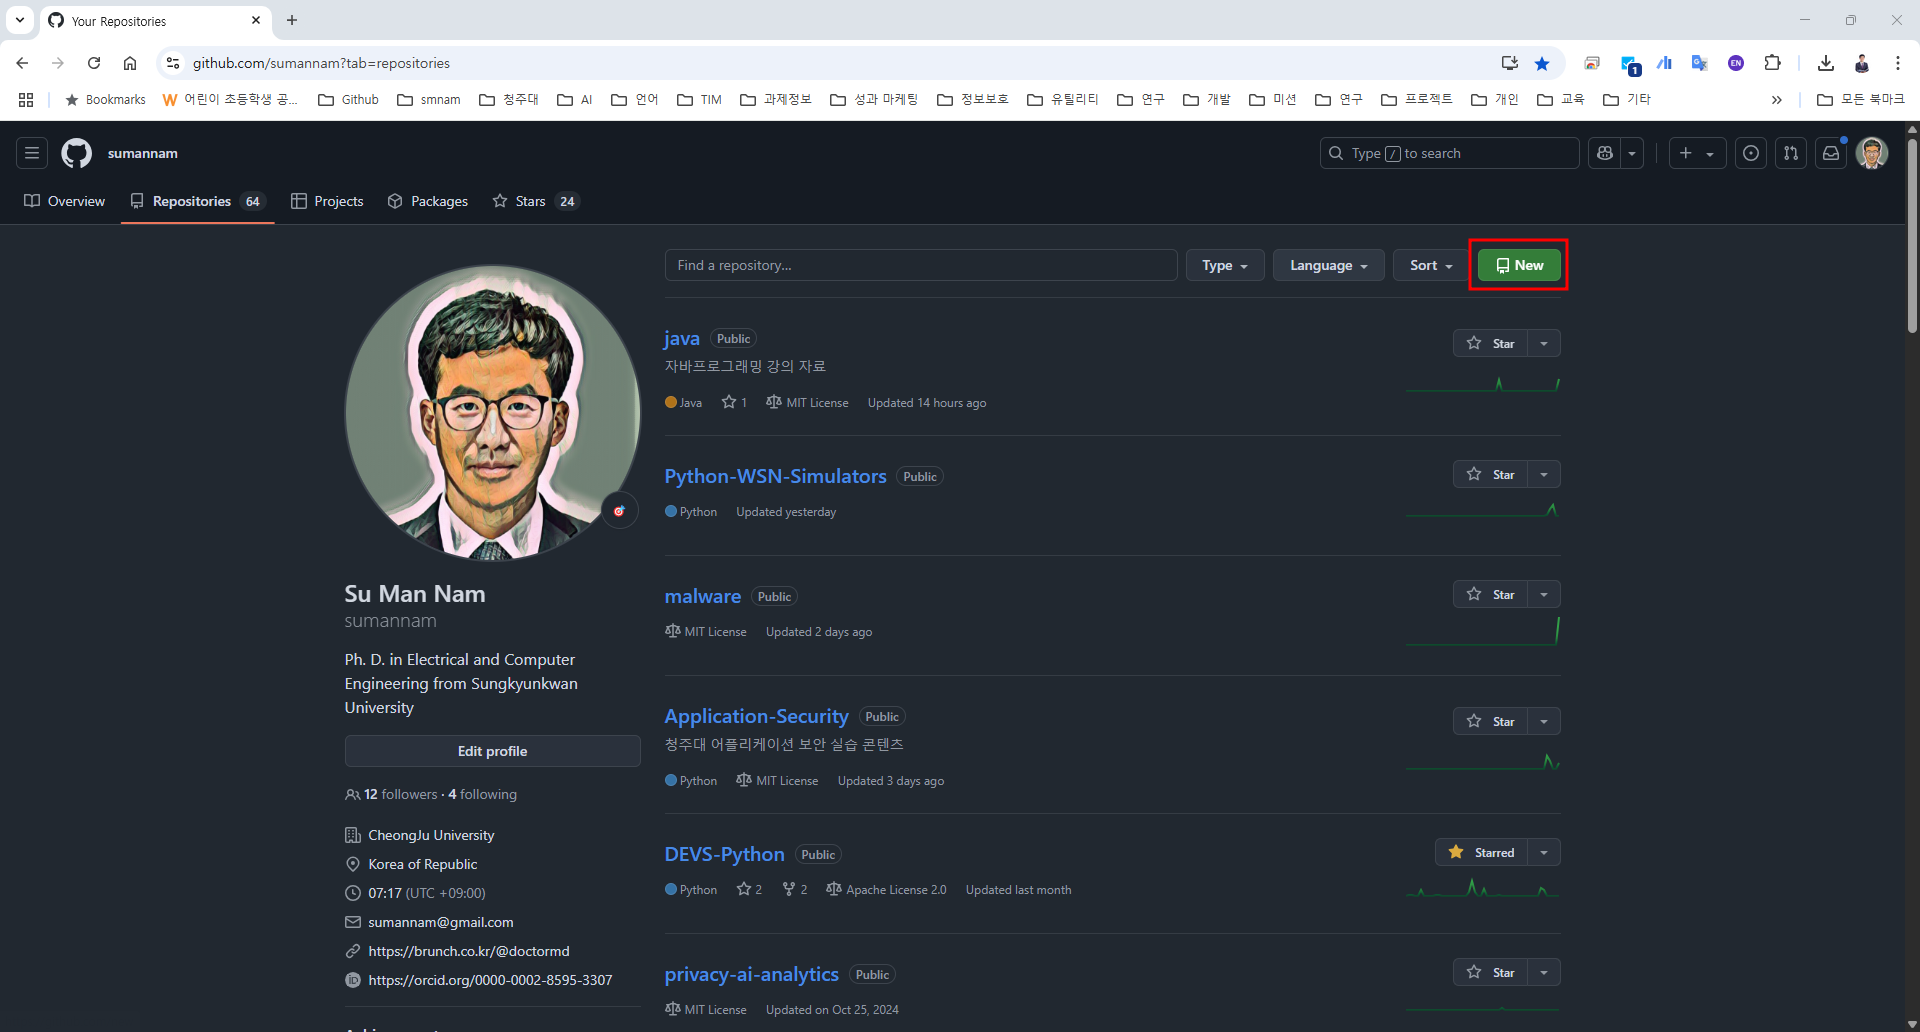 Your Repositories
github.com/sumannam?tab=repositories
1
EN
Bookmarks
어린이 초등학생 공...
Github
smnam
청주대
AI
언어
TIM
과제정보
성과 마케팅
정보보호
유틸리티
연구
개발
미션
연구
프로젝트
개인
교육
기타
모든 북마크
sumannam
Type / to search
Overview
Repositories 64
Projects
Packages
Stars 24
Find a repository...
Type
Language
Sort
New
java Public
Star
자바프로그래밍 강의 자료
Java 1 MIT License Updated 14 hours ago
Python-WSN-Simulators Public
Star
Python Updated yesterday
malware Public
Star
MIT License Updated 2 days ago
Application-Security Public
Star
청주대 어플리케이션 보안 실습 콘텐츠
Python MIT License Updated 3 days ago
DEVS-Python Public
Starred
Python 2 2 Apache License 2.0 Updated last month
privacy-ai-analytics Public
Star
MIT License Updated on Oct 25, 2024
Su Man Nam
sumannam
Ph. D. in Electrical and Computer
Engineering from Sungkyunkwan
University
Edit profile
12 followers · 4 following
CheongJu University
Korea of Republic
07:17 (UTC +09:00)
sumannam@gmail.com
https://brunch.co.kr/@doctormd
iD https://orcid.org/0000-0002-8595-3307